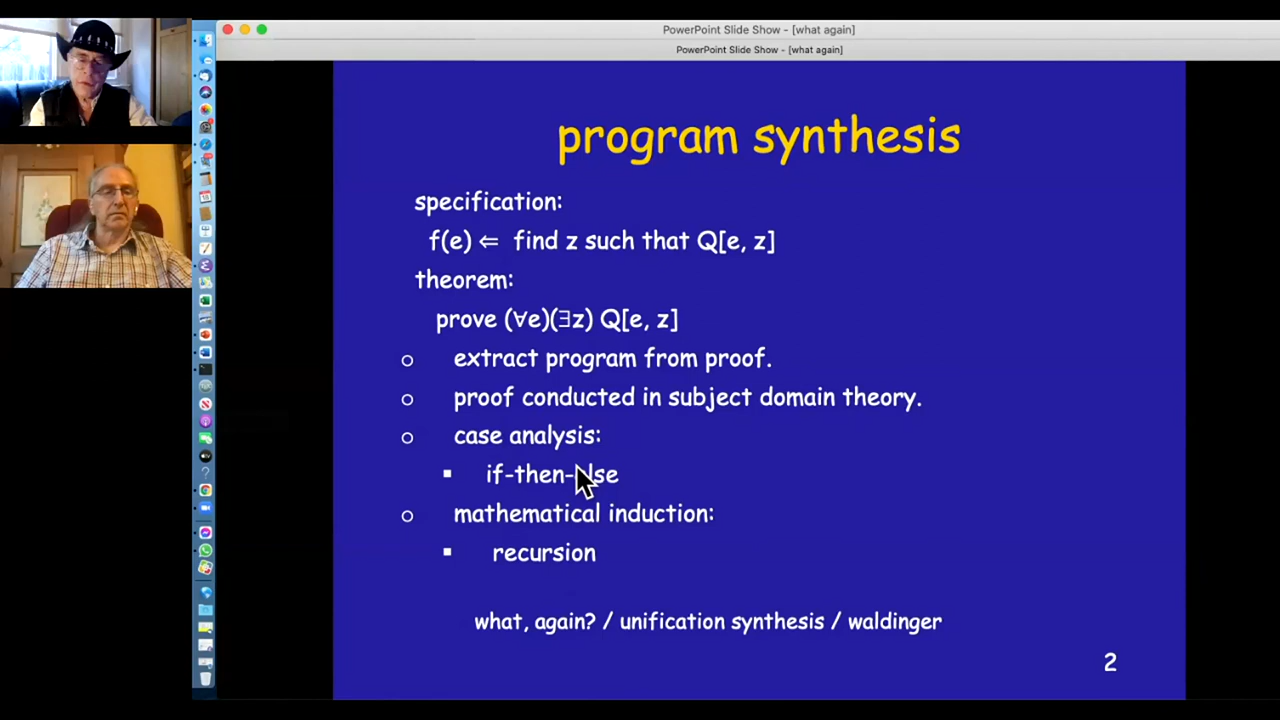 PowerPoint Slide Show - [what again]
PowerPoint Slide Show - [what again]
program synthesis
specification:
f(e) ⇐ find z such that Q[e, z]
theorem:
prove (∀e)(∃z) Q[e, z]
o extract program from proof.
o proof conducted in subject domain theory.
o case analysis:
▪ if-then-else
o mathematical induction:
▪ recursion
what, again? / unification synthesis / waldinger
2